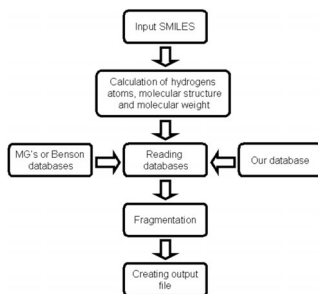 Input SMILES
Calculation of hydrogens
atoms, molecular structure
and molecular weight
MG's or Benson
databases
Reading
databases
Our database
Fragmentation
Creating output
file